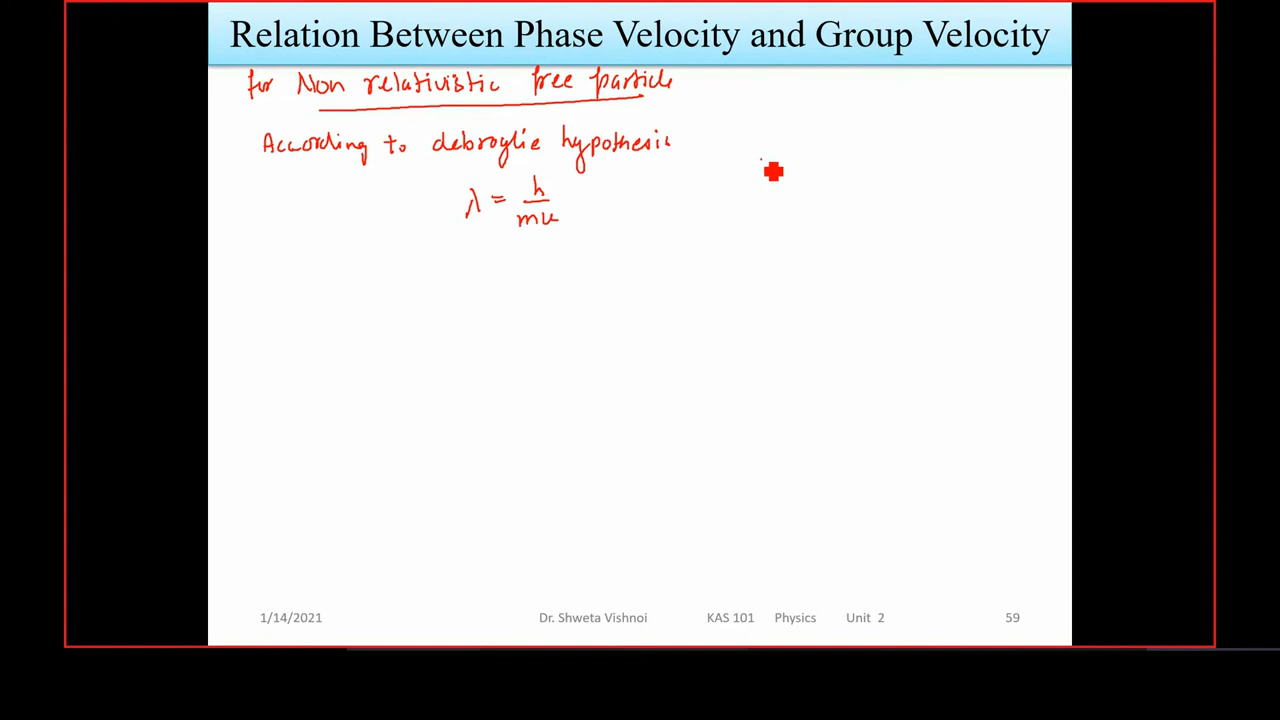 Relation Between Phase Velocity and Group Velocity
for Non relativistic free particle
According to debroglie hypothesis
λ = h/mv
1/14/2021 Dr. Shweta Vishnoi KAS 101 Physics Unit 2 59